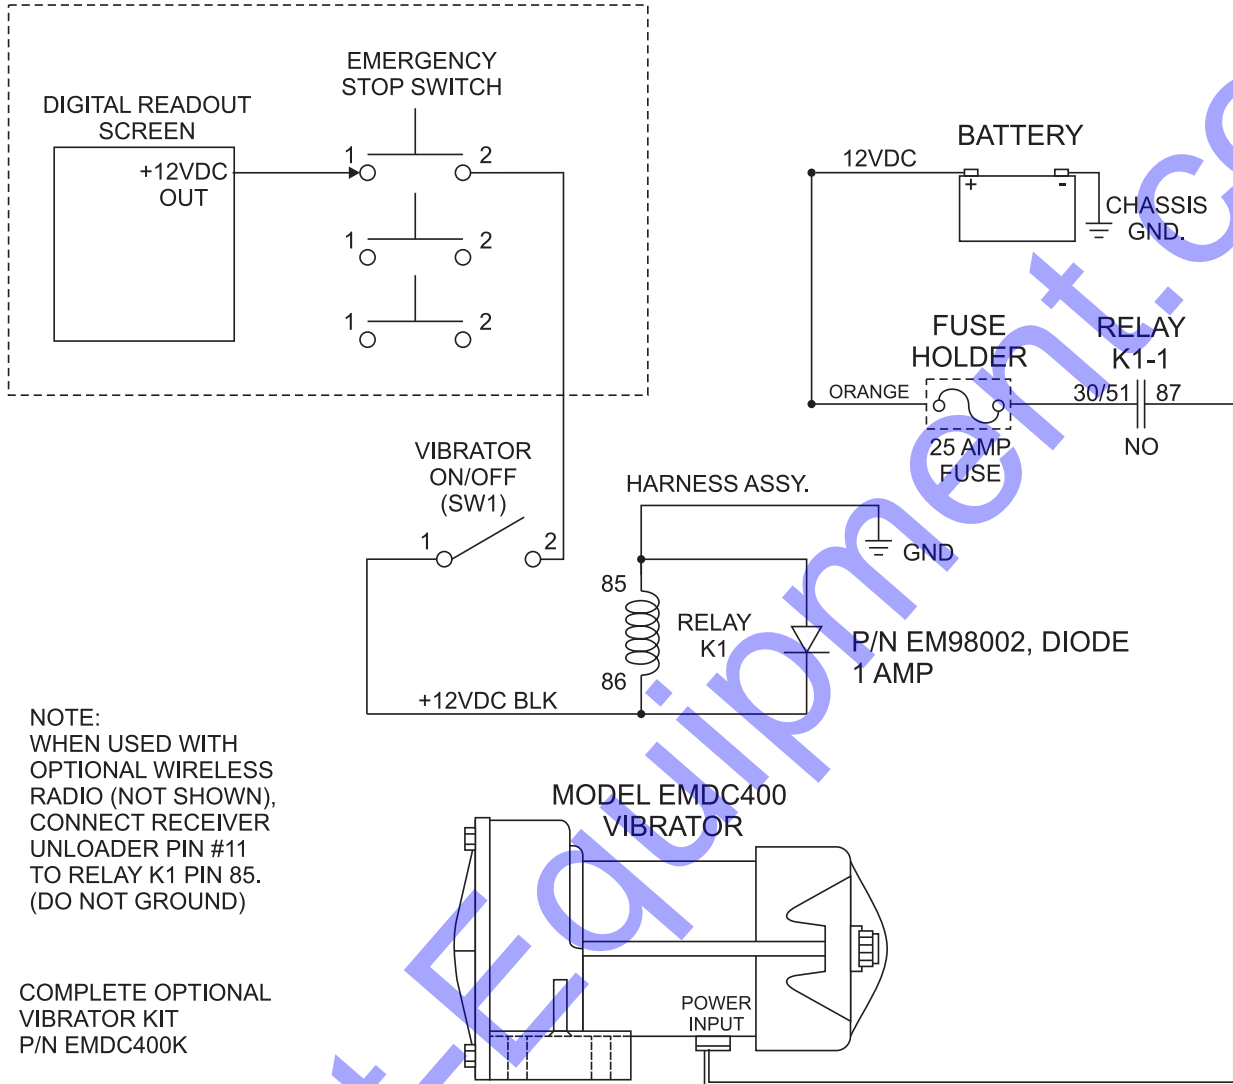 EMERGENCY
STOP SWITCH
DIGITAL READOUT
SCREEN
+12VDC
OUT
1
2
1
2
1
2
BATTERY
12VDC
+
-
CHASSIS
GND.
FUSE
HOLDER
RELAY
K1-1
ORANGE
30/51
87
25 AMP
FUSE
NO
VIBRATOR
ON/OFF
(SW1)
1
2
HARNESS ASSY.
GND
85
RELAY
K1
86
P/N EM98002, DIODE
1 AMP
+12VDC BLK
NOTE:
WHEN USED WITH
OPTIONAL WIRELESS
RADIO (NOT SHOWN),
CONNECT RECEIVER
UNLOADER PIN #11
TO RELAY K1 PIN 85.
(DO NOT GROUND)
MODEL EMDC400
VIBRATOR
POWER
INPUT
COMPLETE OPTIONAL
VIBRATOR KIT
P/N EMDC400K
t-Equipment.co